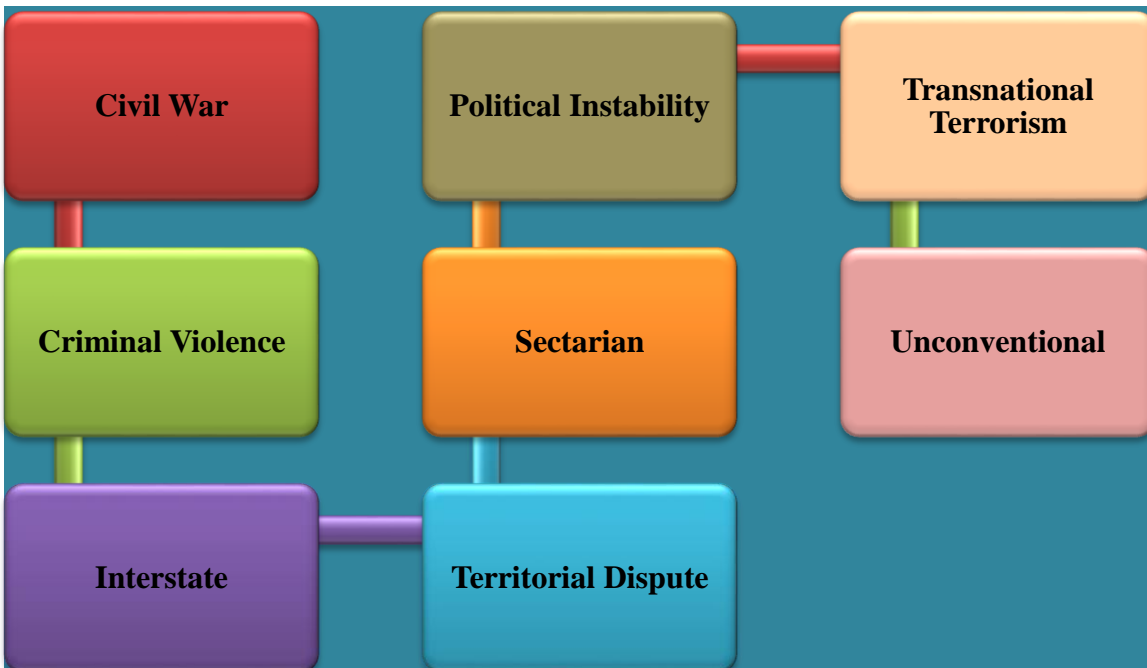 Civil War
Criminal Violence
Interstate
Territorial Dispute
Sectarian
Political Instability
Transnational
Terrorism
Unconventional